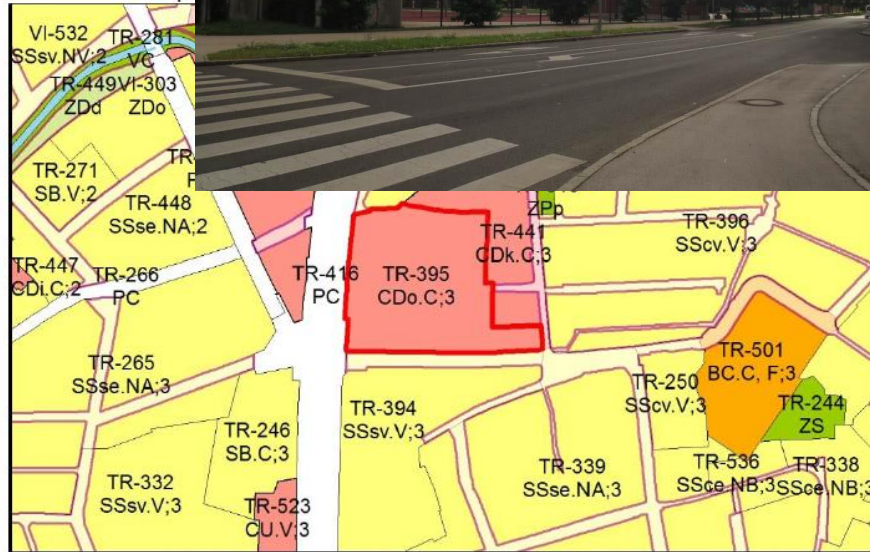 VI-532
SSsv.NV;2
TR-281
VC
TR-449
ZDd
VI-303
ZDo
TR-271
SB.V;2
TR-448
SSse.NA;2
TR-447
CDi.C;2
TR-266
PC
TR-416
PC
TR-395
CDo.C;3
TR-441
CDk.C;3
ZPp
TR-396
SScv.V;3
TR-265
SSse.NA;3
TR-246
SB.C;3
TR-394
SSsv.V;3
TR-250
SScv.V;3
TR-501
BC.C, F;3
TR-244
ZS
TR-332
SSsv.V;3
TR-523
CU.V;3
TR-339
SSse.NA;3
TR-536
SSce.NB;3
TR-338
SSce.NB;3